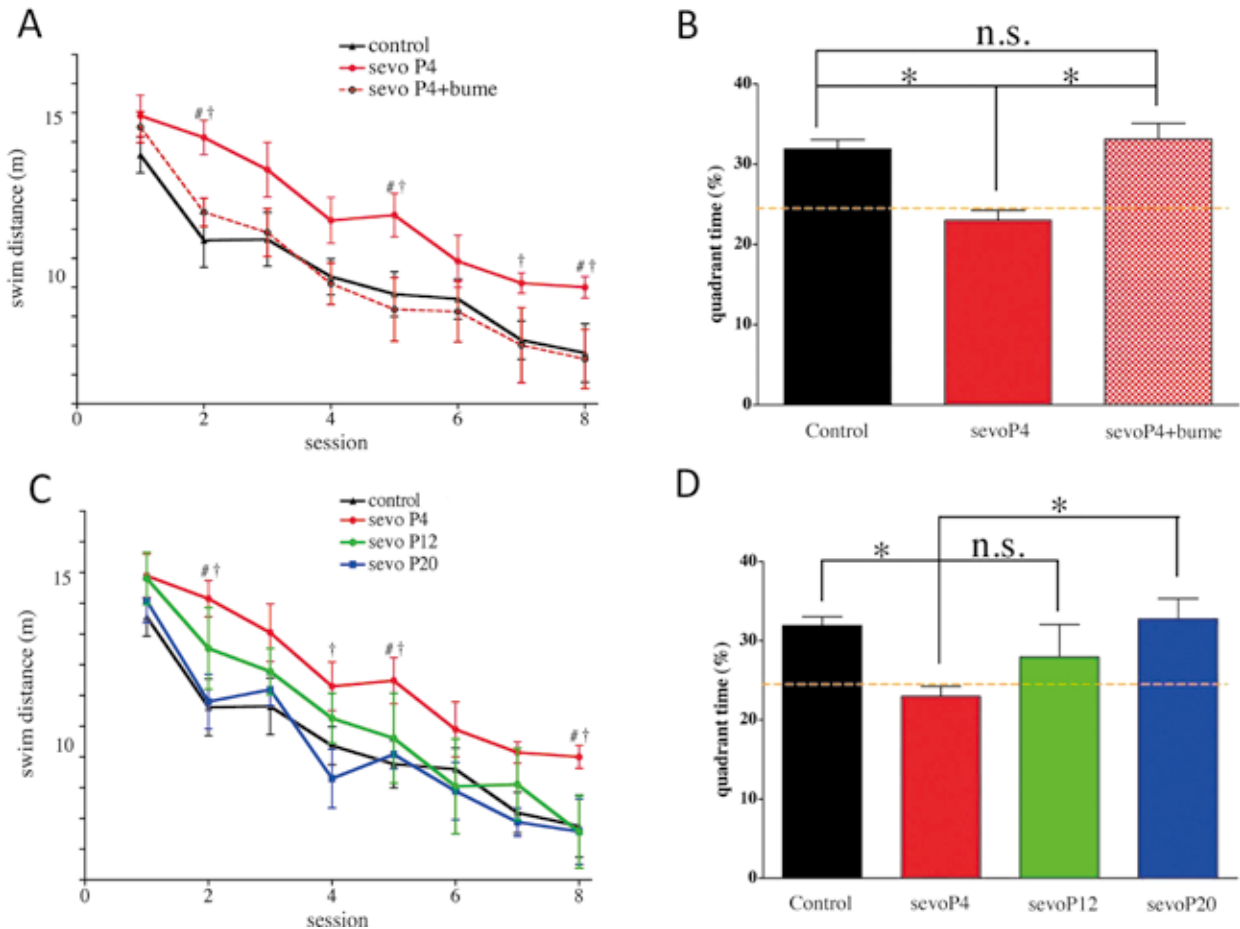 A
control
sevo P4
sevo P4+bume
15
10
# †
# †
†
# †
swim distance (m)
0
2
4
6
8
session
B
n.s.
*
*
40
30
20
10
0
quadrant time (%)
Control
sevoP4
sevoP4+bume
C
control
sevo P4
sevo P12
sevo P20
15
10
# †
†
# †
# †
swim distance (m)
0
2
4
6
8
session
D
*
*
n.s.
40
30
20
10
0
quadrant time (%)
Control
sevoP4
sevoP12
sevoP20